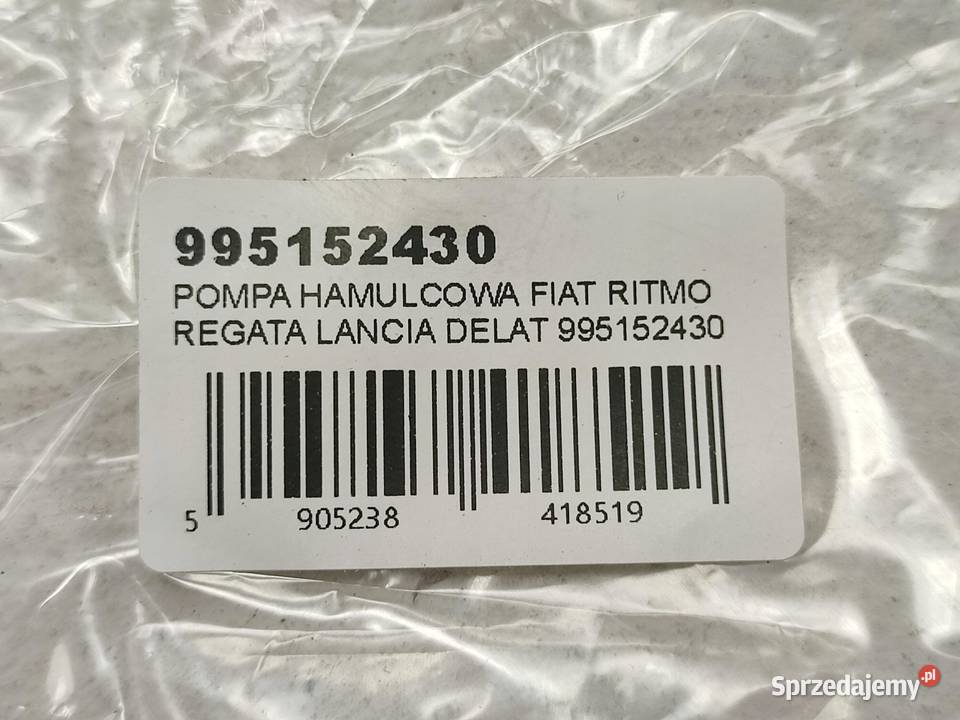 995152430
POMPA HAMULCOWA FIAT RITMO
REGATA LANCIA DELAT 995152430
5 905238 418519
Sprzedajemy.pl